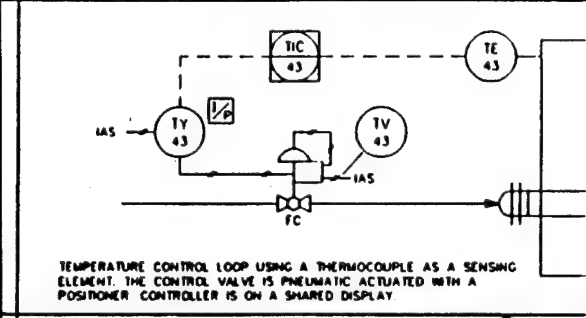 TIC
43
TE
43
I/P
TY
43
IAS
TV
43
IAS
FC
TEMPERATURE CONTROL LOOP USING A THERMOCOUPLE AS A SENSING
ELEMENT. THE CONTROL VALVE IS PNEUMATIC ACTUATED WITH A
POSITIONER CONTROLLER IS ON A SHARED DISPLAY.